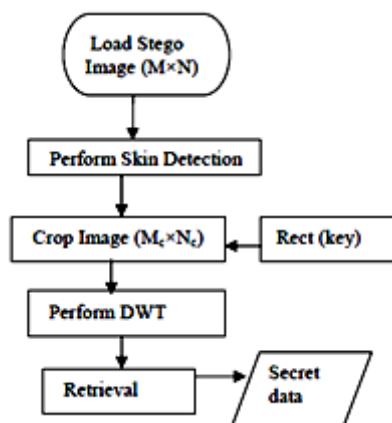 Load Stego
Image (M×N)
Perform Skin Detection
Crop Image (Mc×Nc)
Rect (key)
Perform DWT
Retrieval
Secret
data